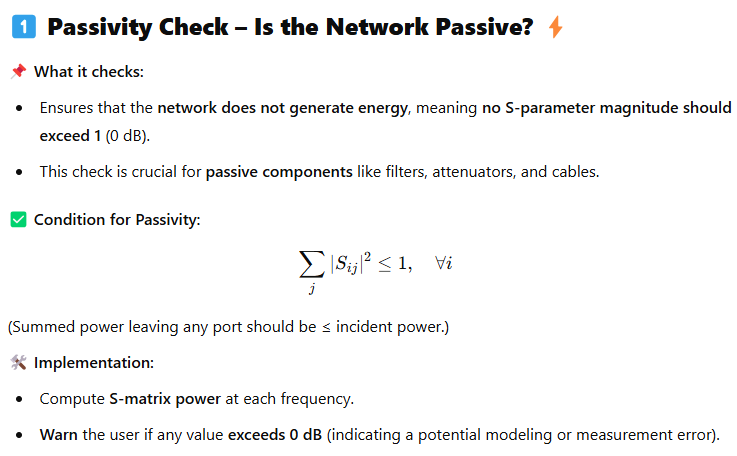 1️⃣ Passivity Check – Is the Network Passive? ⚡
📌 What it checks:
• Ensures that the network does not generate energy, meaning no S-parameter magnitude should
exceed 1 (0 dB).
• This check is crucial for passive components like filters, attenuators, and cables.
✅ Condition for Passivity:
∑_j |S_{ij}|² ≤ 1, ∀i
(Summed power leaving any port should be ≤ incident power.)
🛠 Implementation:
• Compute S-matrix power at each frequency.
• Warn the user if any value exceeds 0 dB (indicating a potential modeling or measurement error).